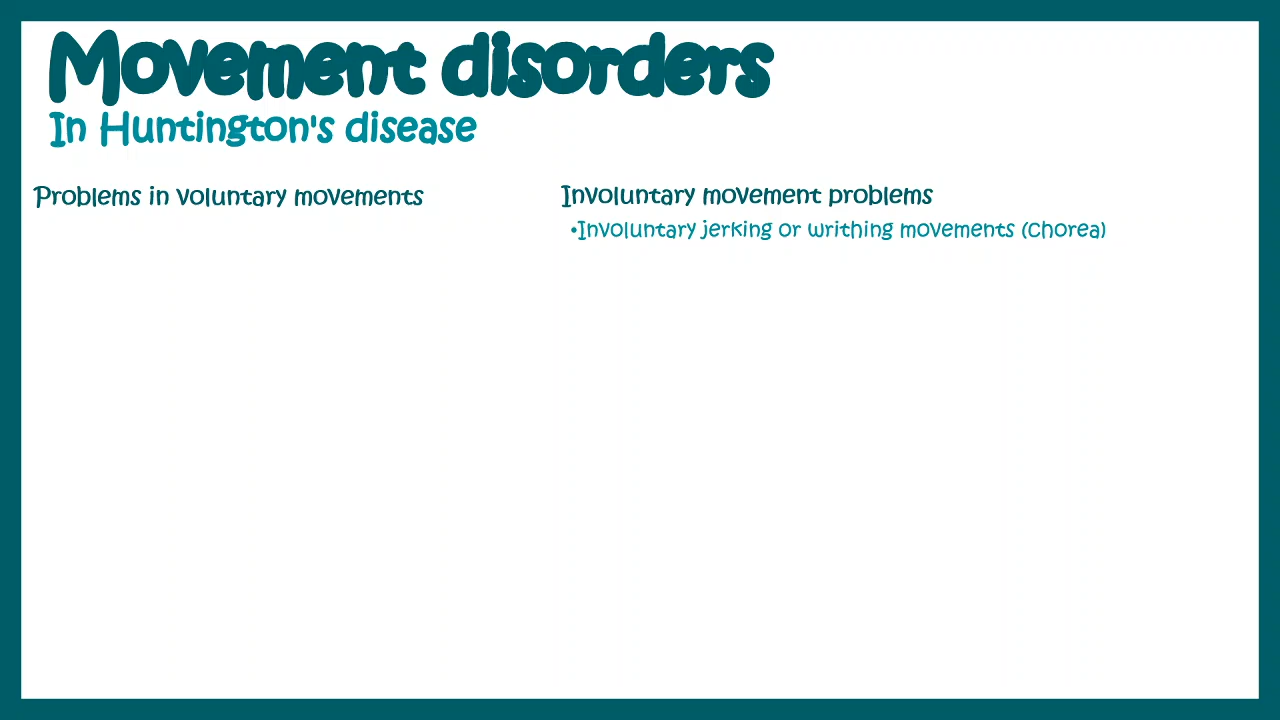 Movement disorders
In Huntington's disease
Problems in voluntary movements
Involuntary movement problems
•Involuntary jerking or writhing movements (chorea)